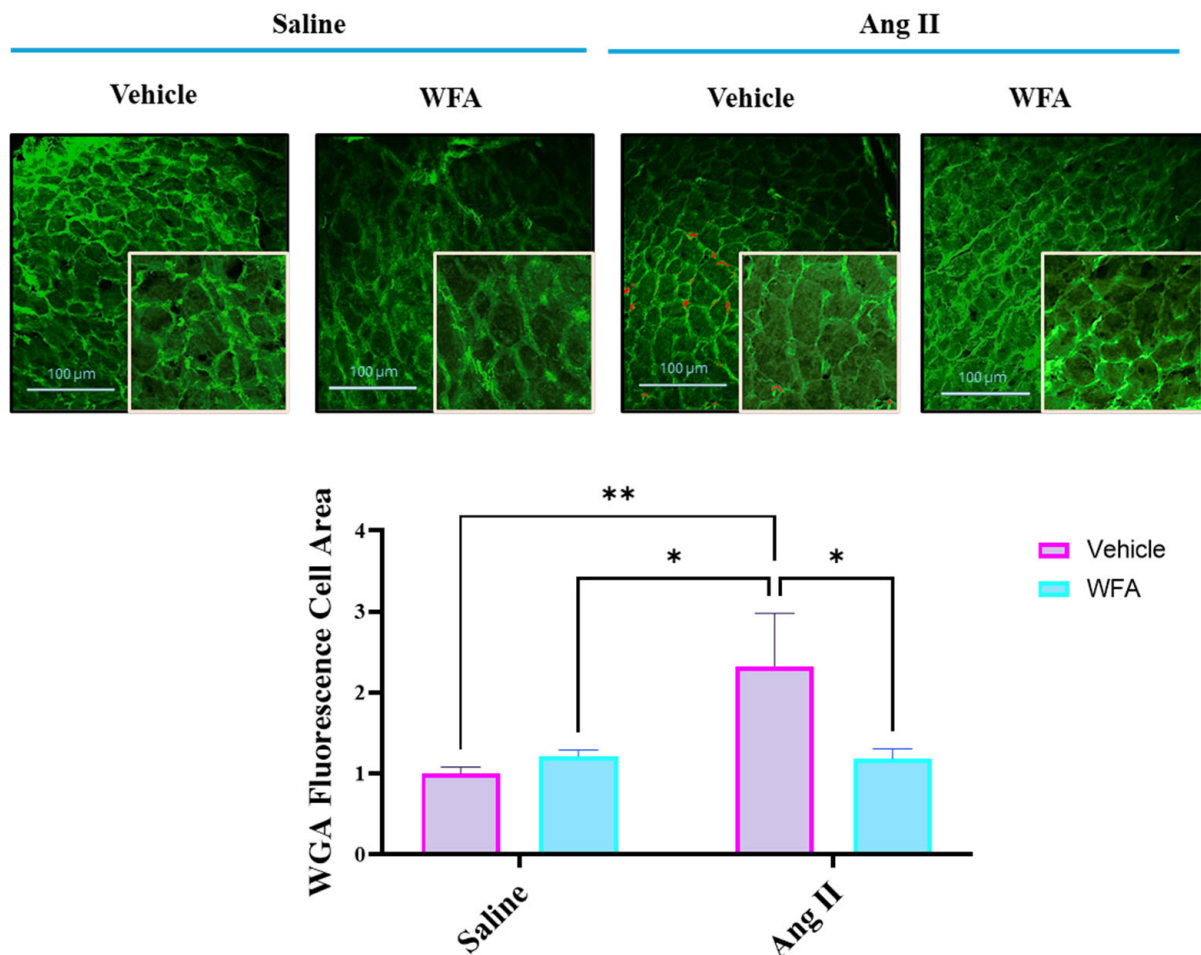 Saline Ang II
Vehicle WFA Vehicle WFA
100 µm 100 µm 100 µm 100 µm
WGA Fluorescence Cell Area
4
3
2
1
0
** 
* *
Vehicle
WFA
Saline Ang II